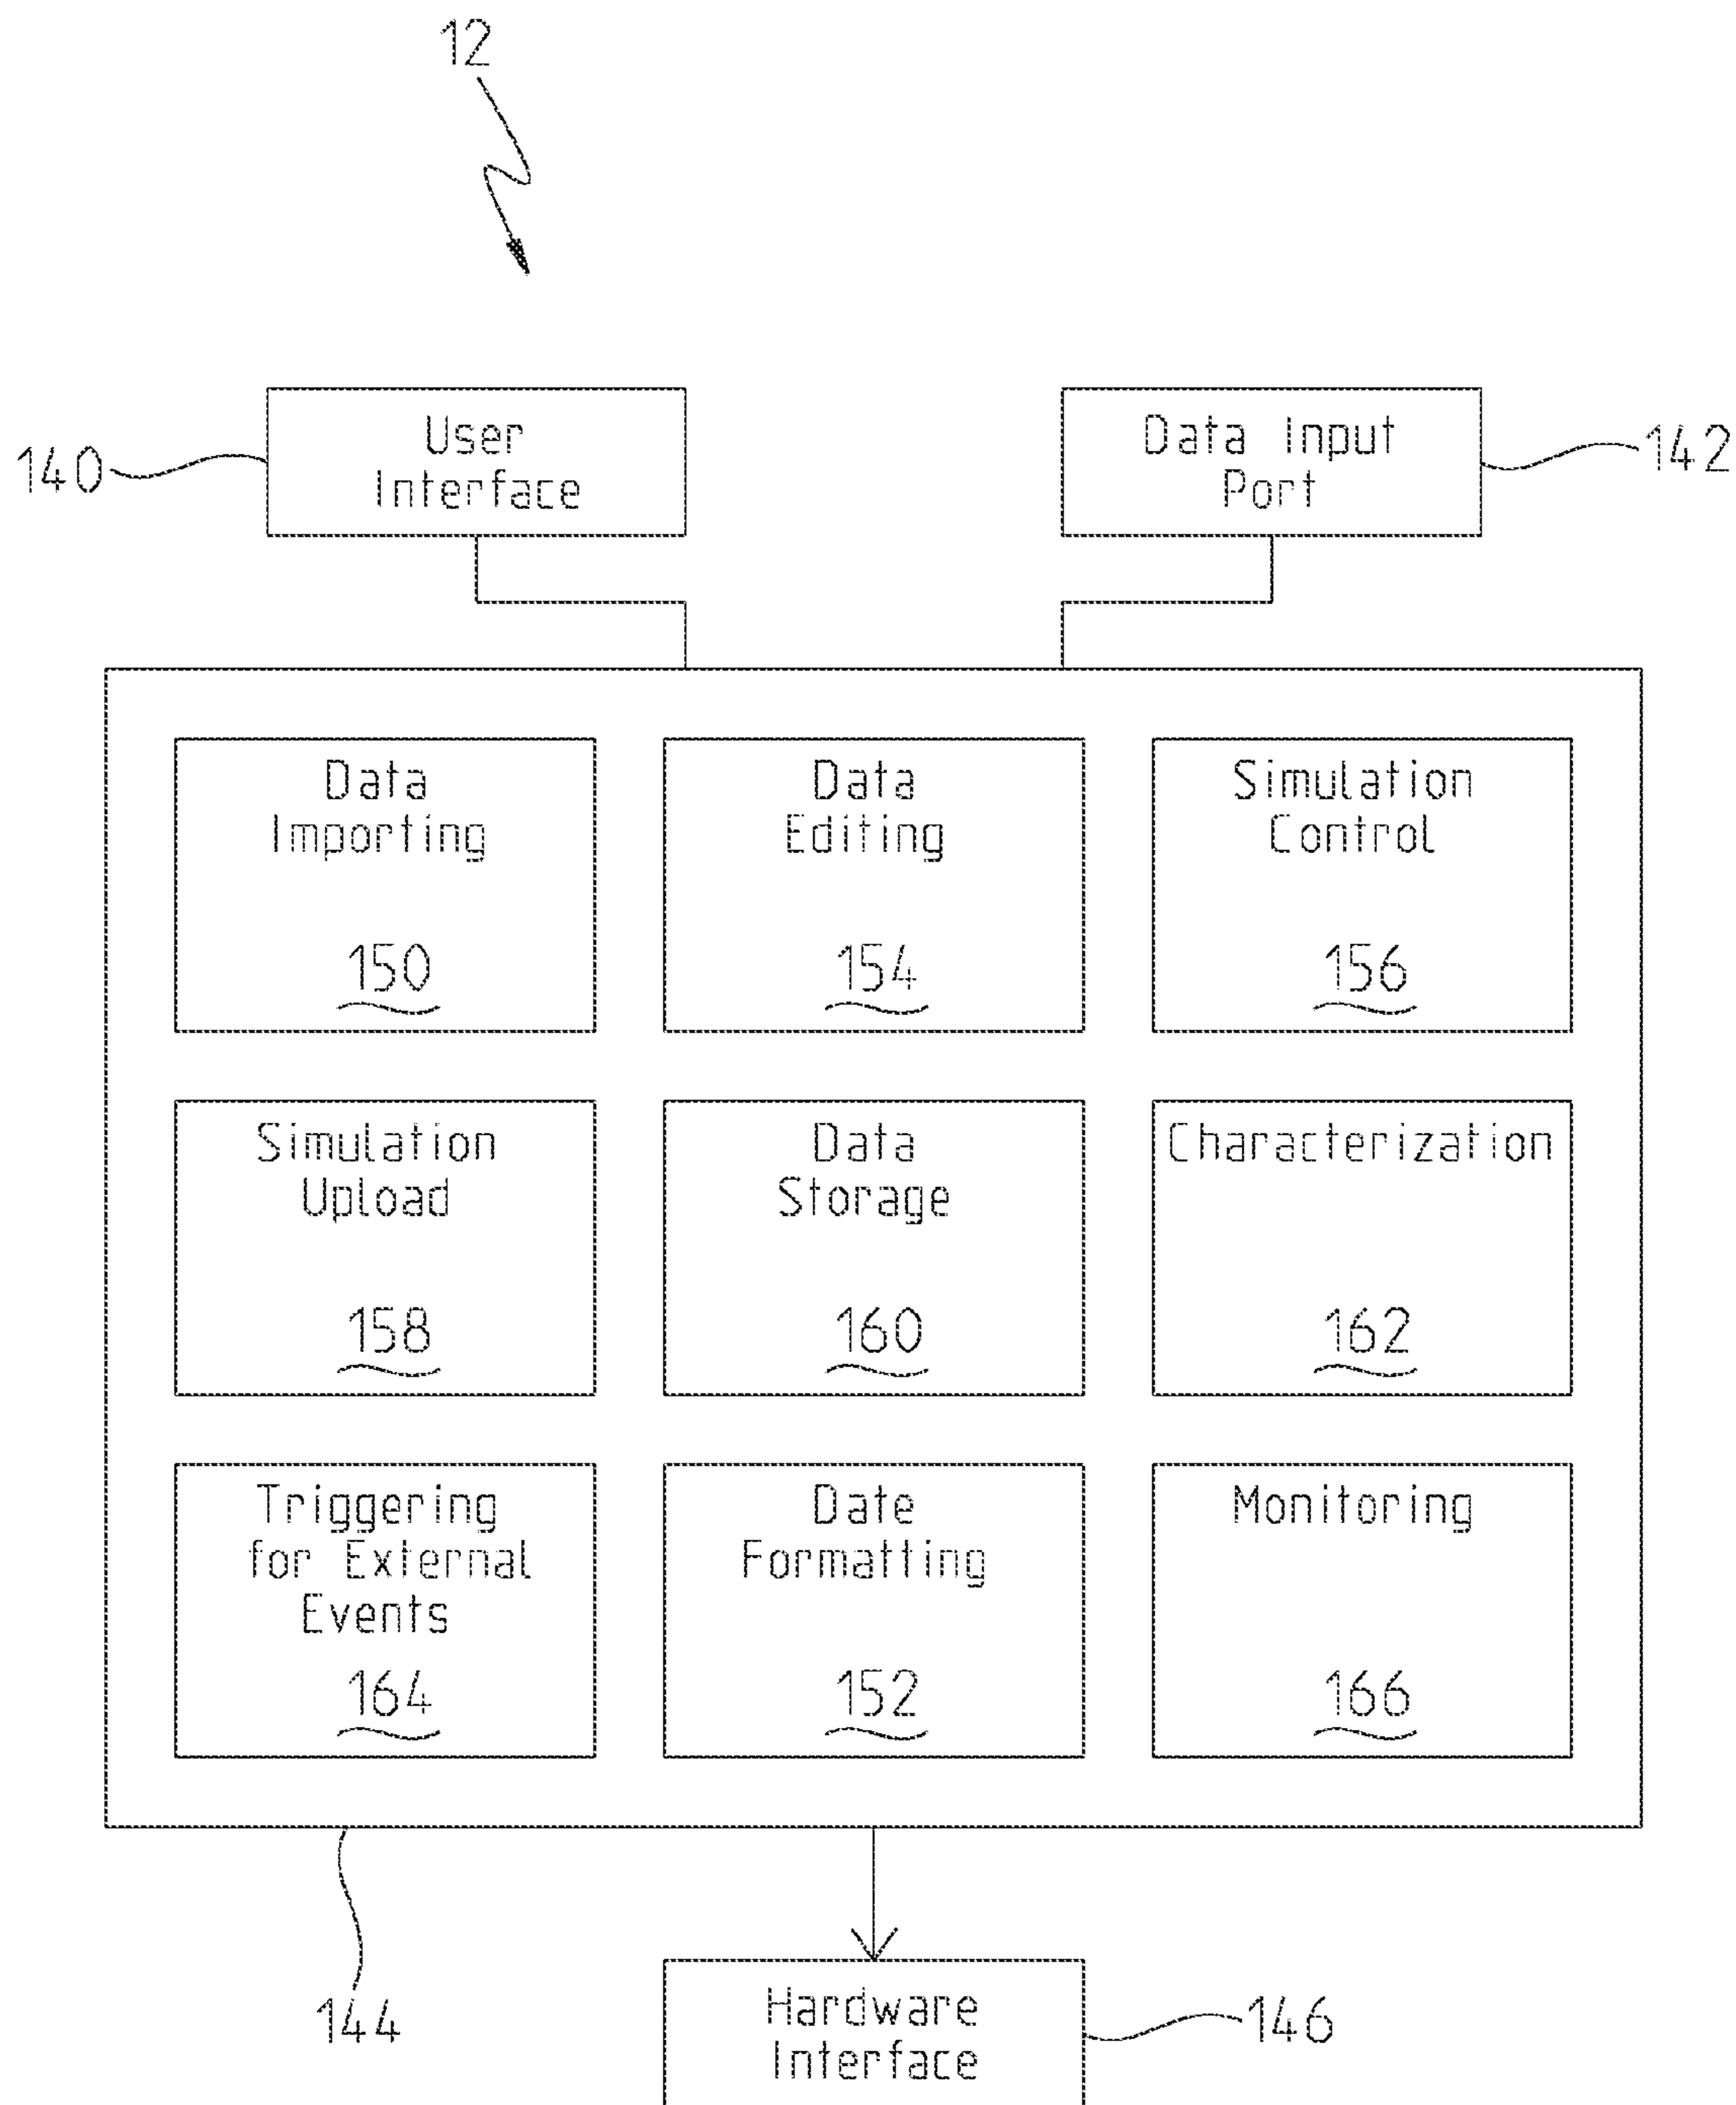 12
User
Interface
140
Data Input
Port
142
Data
Importing
150
Data
Editing
154
Simulation
Control
156
Simulation
Upload
158
Data
Storage
160
Characterization
162
Triggering
for External
Events
164
Date
Formatting
152
Monitoring
166
144
Hardware
Interface
146